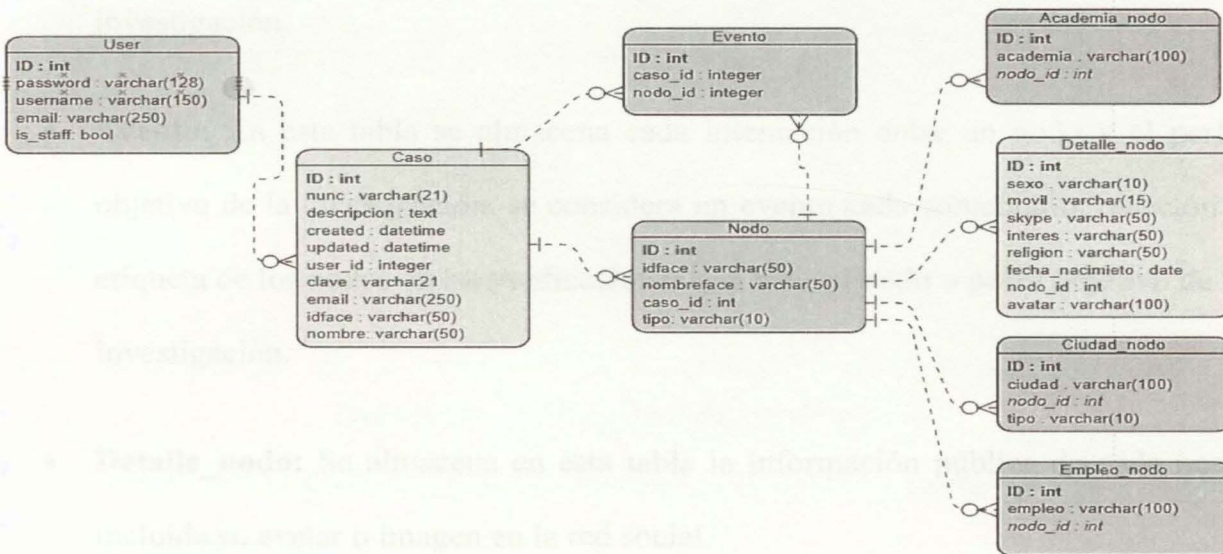 User
ID : int
password : varchar(128)
username : varchar(150)
email: varchar(250)
is_staff: bool
Caso
ID : int
nunc : varchar(21)
descripcion : text
created : datetime
updated : datetime
user_id : integer
clave : varchar21
email : varchar(250)
idface : varchar(50)
nombre: varchar(50)
Evento
ID : int
caso_id : integer
nodo_id : integer
Nodo
ID : int
idface : varchar(50)
nombreface : varchar(50)
caso_id : int
tipo: varchar(10)
Academia_nodo
ID : int
academia . varchar(100)
nodo_id : int
Detalle_nodo
ID : int
sexo . varchar(10)
movil . varchar(15)
skype . varchar(50)
interes : varchar(50)
religion : varchar(50)
fecha_nacimieto : date
nodo_id : int
avatar : varchar(100)
Ciudad_nodo
ID : int
ciudad . varchar(100)
nodo_id : int
tipo : varchar(10)
Empleo_nodo
ID : int
empleo : varchar(100)
nodo_id : int
investigación.
esta tabla se almacena cada interacción entre un nodo y el
objetivo de la se considera un evento cada
etiqueta de
investigación.
• Detalle_nodo: Se almacena en esta tabla la información pública
incluida su avatar o imagen en la red social.